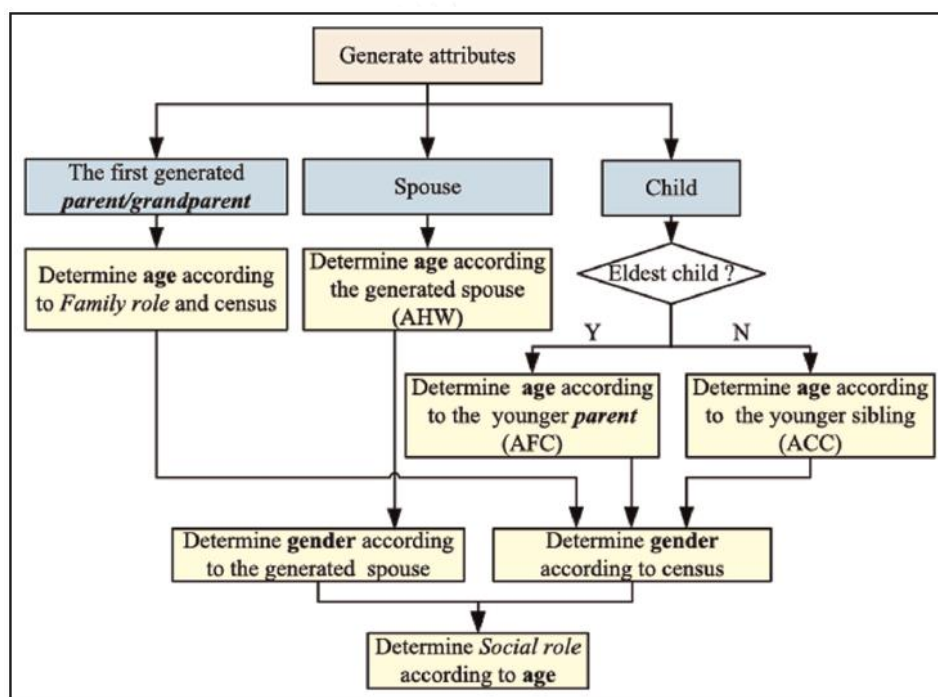 Generate attributes
The first generated
parent/grandparent
Spouse
Child
Determine age according
to Family role and census
Determine age according
the generated spouse
(AHW)
Eldest child ?
Y
N
Determine age according
to the younger parent
(AFC)
Determine age according
to the younger sibling
(ACC)
Determine gender according
to the generated spouse
Determine gender
according to census
Determine Social role
according to age